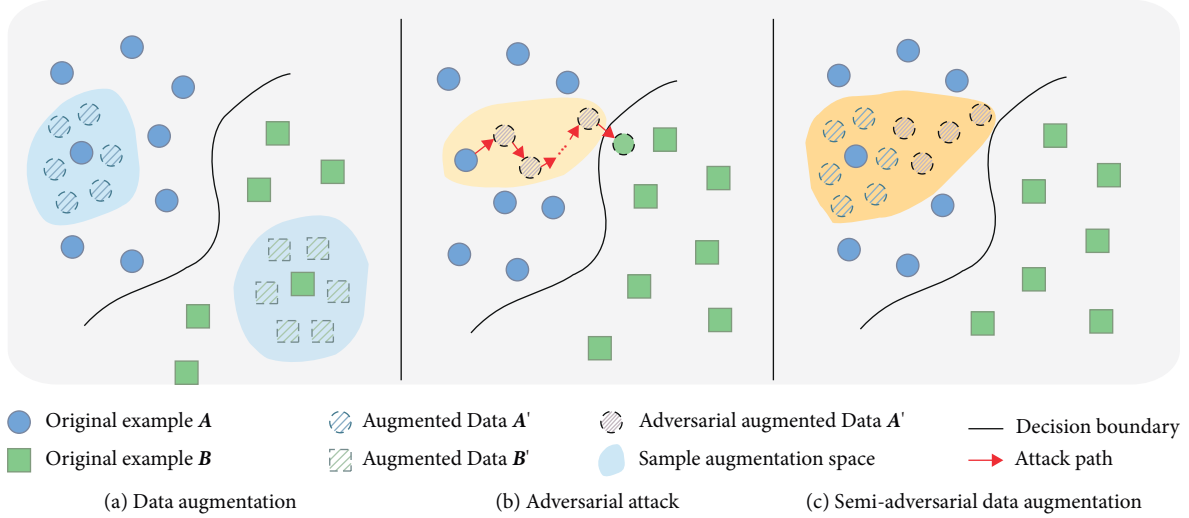 Original example A
Augmented Data A'
Adversarial augmented Data A'
Decision boundary
Original example B
Augmented Data B'
Sample augmentation space
Attack path
(a) Data augmentation
(b) Adversarial attack
(c) Semi-adversarial data augmentation